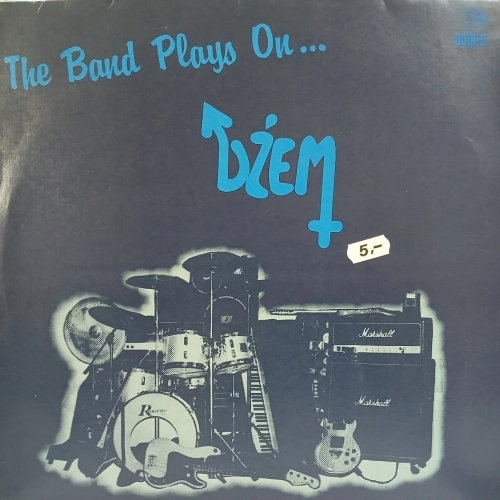 The Band Plays On...
DŻEM
5,-
Marshall
Marshall